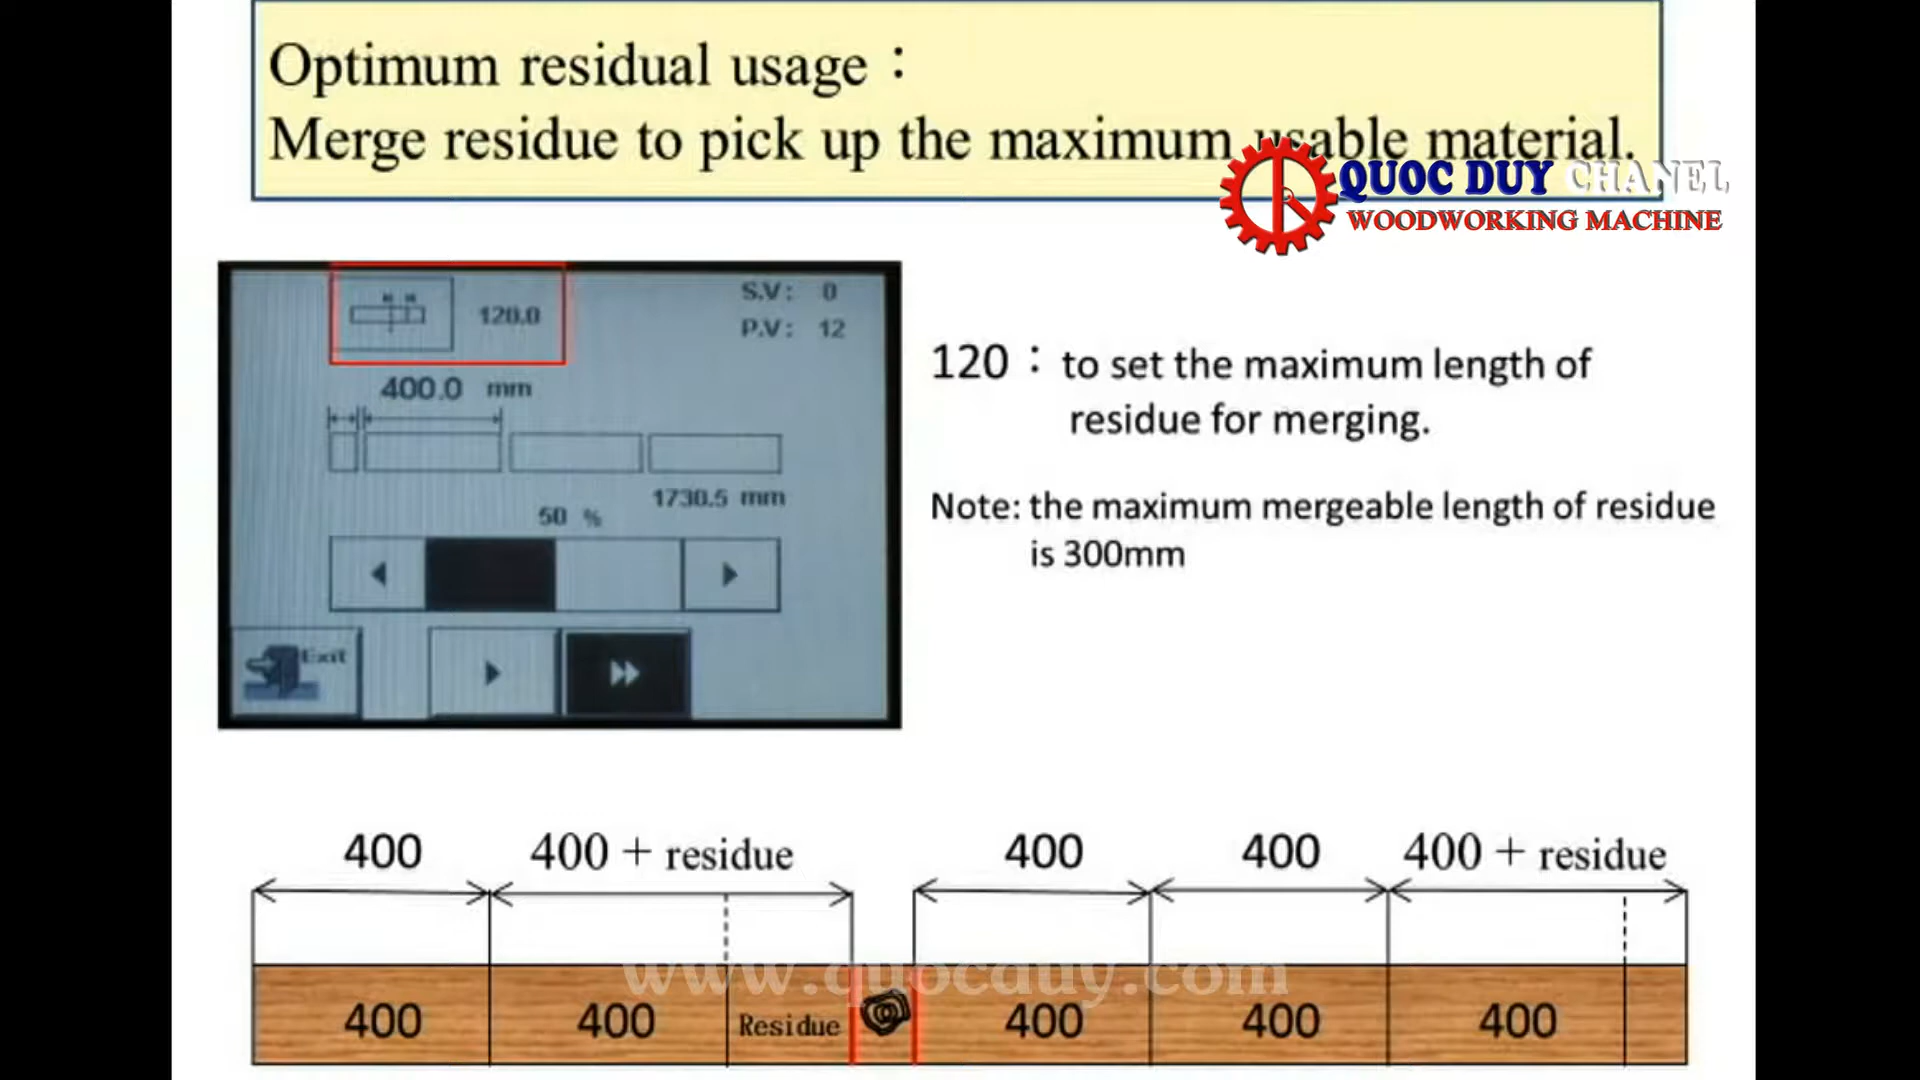 Optimum residual usage：
Merge residue to pick up the maximum usable material.
QUOC DUY CHANEL
WOODWORKING MACHINE
120.0
S.V: 0
P.V: 12
400.0 mm
1730.5 mm
50 %
Exit
120：to set the maximum length of
residue for merging.
Note: the maximum mergeable length of residue
is 300mm
400 400 + residue 400 400 400 + residue
www.quocduy.com
400 400 Residue 400 400 400